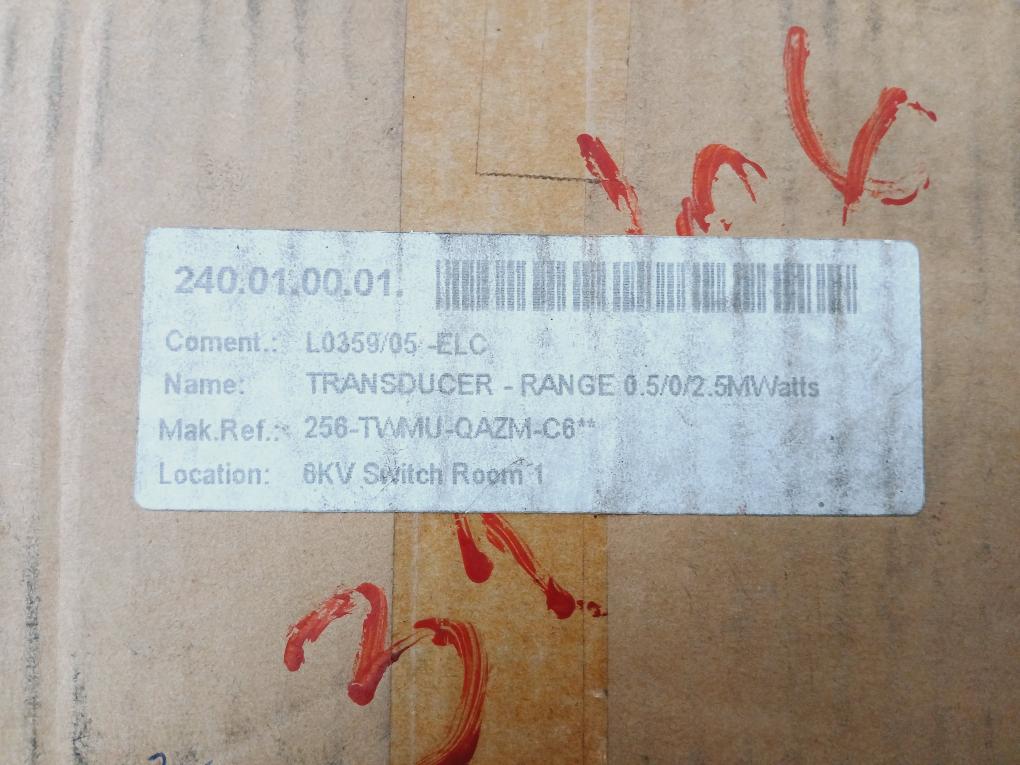 240.01.00.01.
Coment.: L0359/05 -ELC
Name: TRANSDUCER - RANGE 0.5/0/2.5MWatts
Mak.Ref.: 256-TWMU-QAZM-C6**
Location: 6KV Switch Room 1